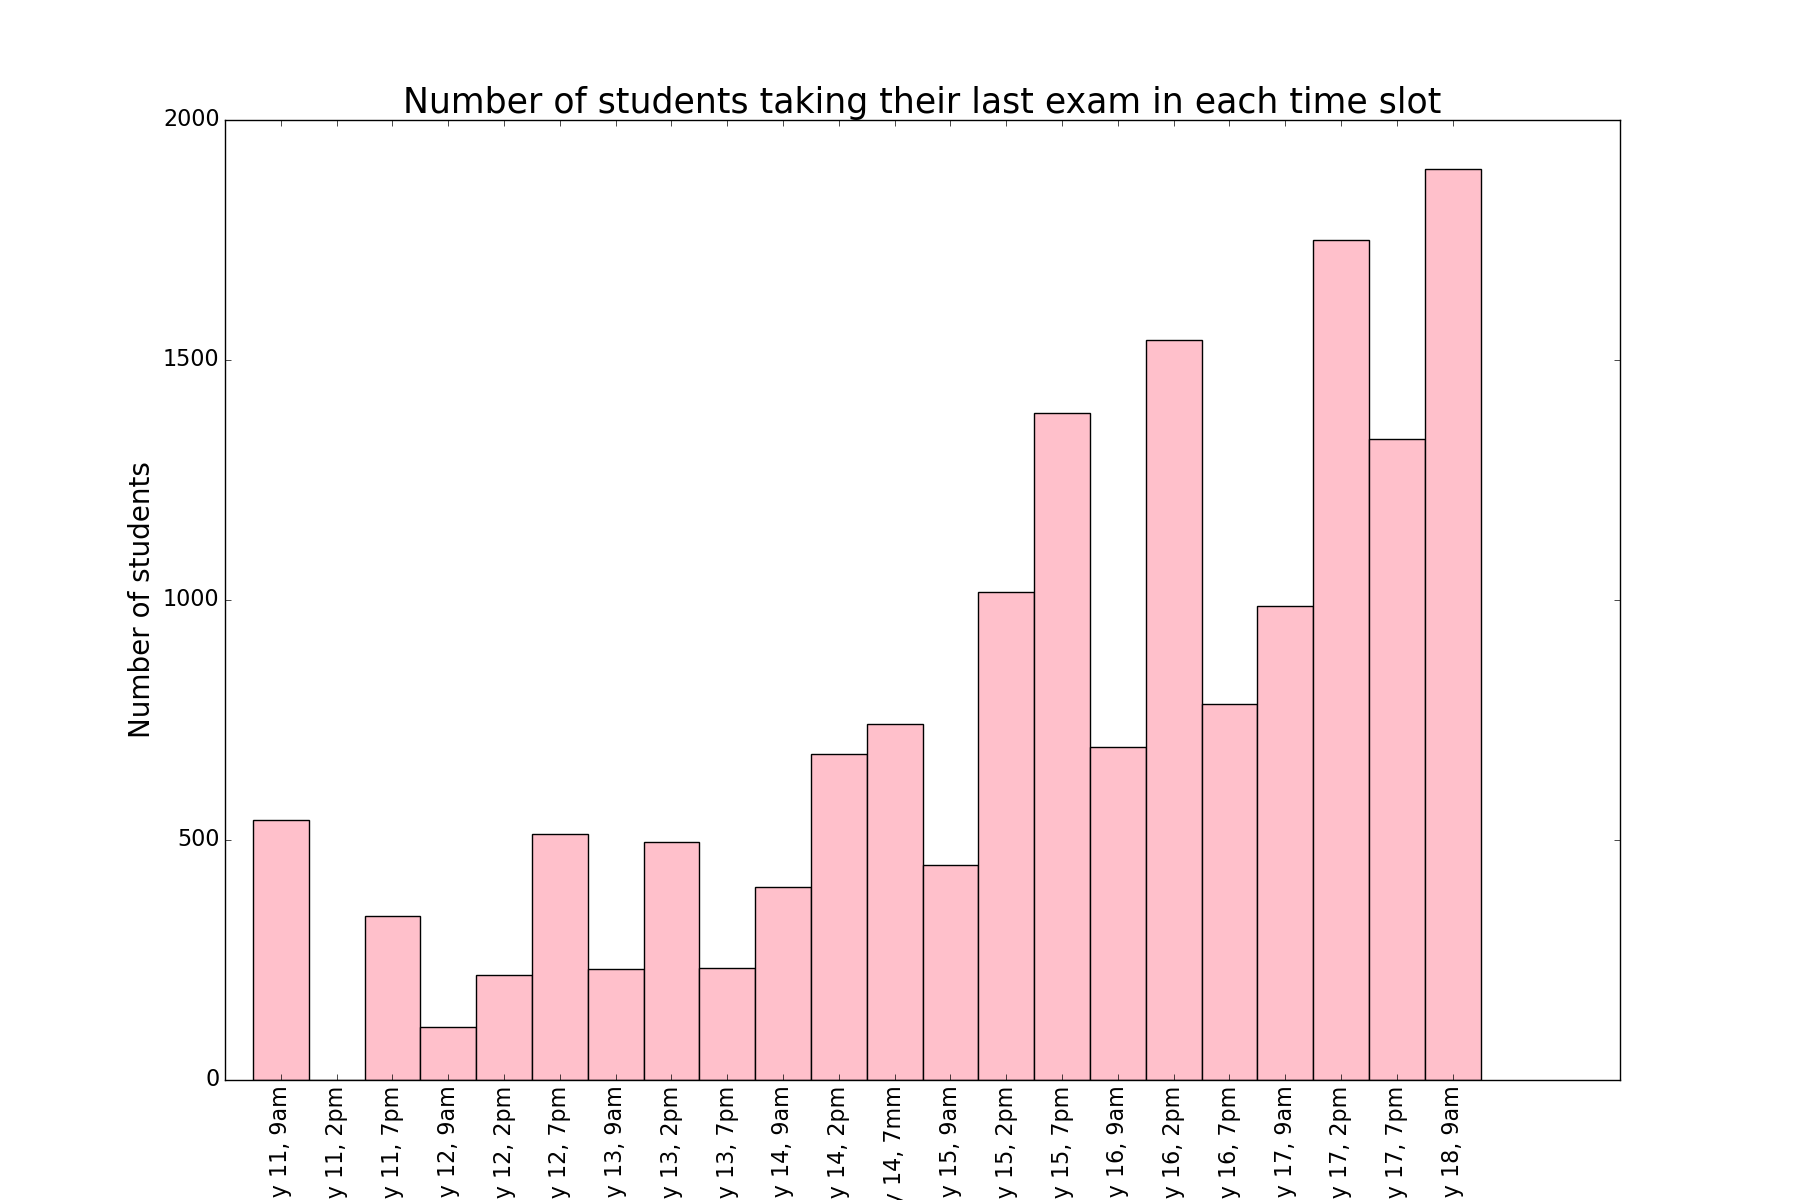 Number of students taking their last exam in each time slot
Number of students
2000
1500
1000
500
0
y 11, 9am
y 11, 2pm
y 11, 7pm
y 12, 9am
y 12, 2pm
y 12, 7pm
y 13, 9am
y 13, 2pm
y 13, 7pm
y 14, 9am
y 14, 2pm
y 14, 7mm
y 15, 9am
y 15, 2pm
y 15, 7pm
y 16, 9am
y 16, 2pm
y 16, 7pm
y 17, 9am
y 17, 2pm
y 17, 7pm
y 18, 9am